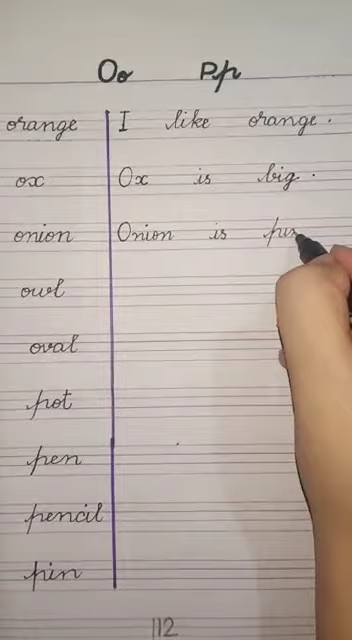 Oo Pp
orange I like orange.
ox Ox is big.
onion Onion is
owl
oval
pot
pen
pencil
pin
112